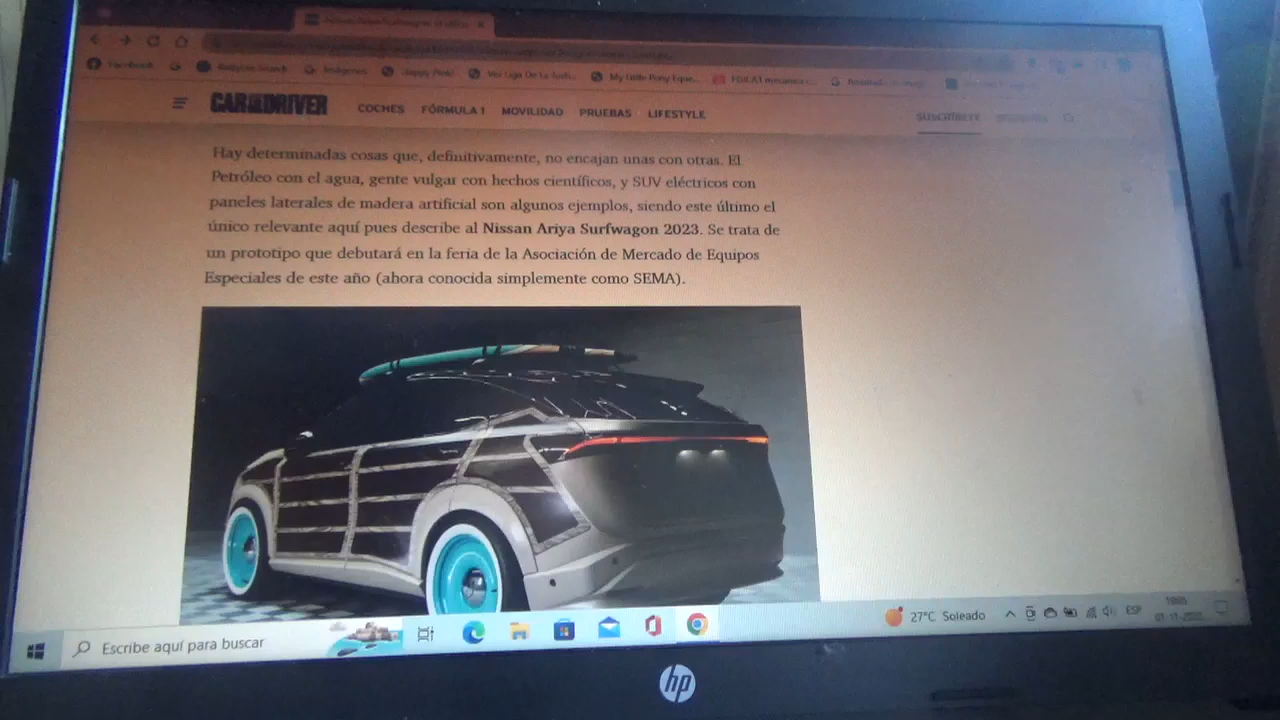 Facebook
Imágenes
CAR AND DRIVER
COCHES FÓRMULA 1 MOVILIDAD PRUEBAS LIFESTYLE
SUSCRÍBETE
Hay determinadas cosas que, definitivamente, no encajan unas con otras. El
Petróleo con el agua, gente vulgar con hechos científicos, y SUV eléctricos con
paneles laterales de madera artificial son algunos ejemplos, siendo este último el
único relevante aquí pues describe al Nissan Ariya Surfwagon 2023. Se trata de
un prototipo que debutará en la feria de la Asociación de Mercado de Equipos
Especiales de este año (ahora conocida simplemente como SEMA).
Escribe aquí para buscar
27°C Soleado
ESP
hp